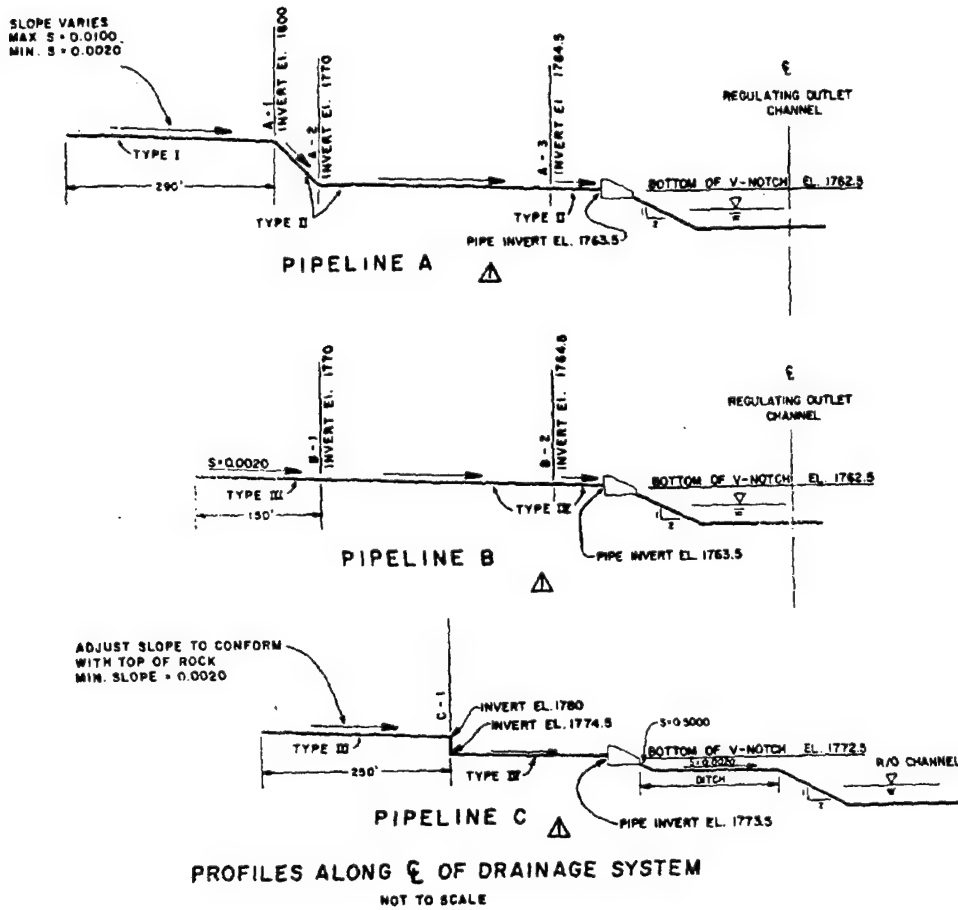 SLOPE VARIES
MAX S = 0.0100
MIN. S = 0.0020
A-1
INVERT El. 1800
A-2
INVERT El. 1770
A-3
INVERT El 1764.5
℄
REGULATING OUTLET
CHANNEL
TYPE I
290'
TYPE II
TYPE II
BOTTOM OF V-NOTCH EL. 1762.5
1
2
PIPE INVERT EL. 1763.5
PIPELINE A
1
B-1
INVERT El. 1770
B-2
INVERT El. 1764.5
℄
REGULATING OUTLET
CHANNEL
S=0.0020
TYPE III
150'
TYPE IV
BOTTOM OF V-NOTCH EL. 1762.5
1
2
PIPE INVERT EL. 1763.5
PIPELINE B
1
ADJUST SLOPE TO CONFORM
WITH TOP OF ROCK
MIN. SLOPE = 0.0020
C-1
INVERT EL. 1780
INVERT EL. 1774.5
TYPE III
250'
TYPE IV
S=0.5000
BOTTOM OF V-NOTCH EL. 1772.5
S=0.0020
DITCH
R/O CHANNEL
1
2
PIPE INVERT EL. 1773.5
PIPELINE C
1
PROFILES ALONG ℄ OF DRAINAGE SYSTEM
NOT TO SCALE